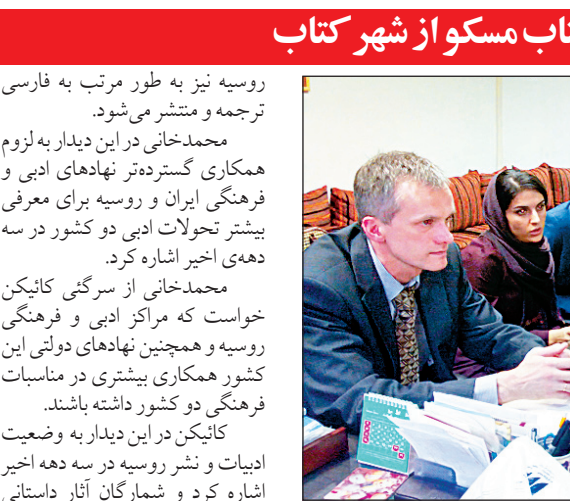 تاب مسکو از شهر کتاب
روسیه نیز به طور مرتب به فارسی
ترجمه و منتشر می‌شود.
محمدخانی در این دیدار به لزوم
همکاری گسترده‌تر نهادهای ادبی و
فرهنگی ایران و روسیه برای معرفی
بیشتر تحولات ادبی دو کشور در سه
دهه‌ی اخیر اشاره کرد.
محمدخانی از سرگئی کائیکن
خواست که مراکز ادبی و فرهنگی
روسیه و همچنین نهادهای دولتی این
کشور همکاری بیشتری در مناسبات
فرهنگی دو کشور داشته باشند.
کائیکن در این دیدار به وضعیت
ادبیات و نشر روسیه در سه دهه اخیر
اشاره کرد و شمارگان آثار داستانی